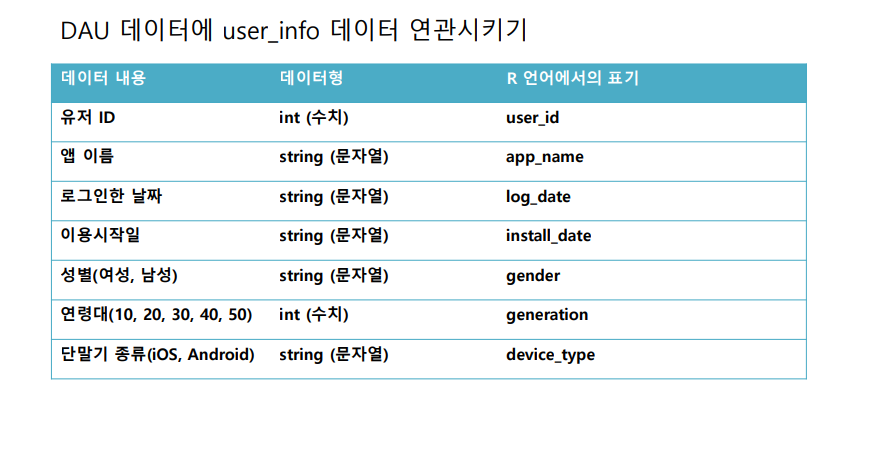 DAU 데이터에 user_info 데이터 연관시키기
데이터 내용 데이터형 R 언어에서의 표기
유저 ID int (수치) user_id
앱 이름 string (문자열) app_name
로그인한 날짜 string (문자열) log_date
이용시작일 string (문자열) install_date
성별(여성, 남성) string (문자열) gender
연령대(10, 20, 30, 40, 50) int (수치) generation
단말기 종류(iOS, Android) string (문자열) device_type